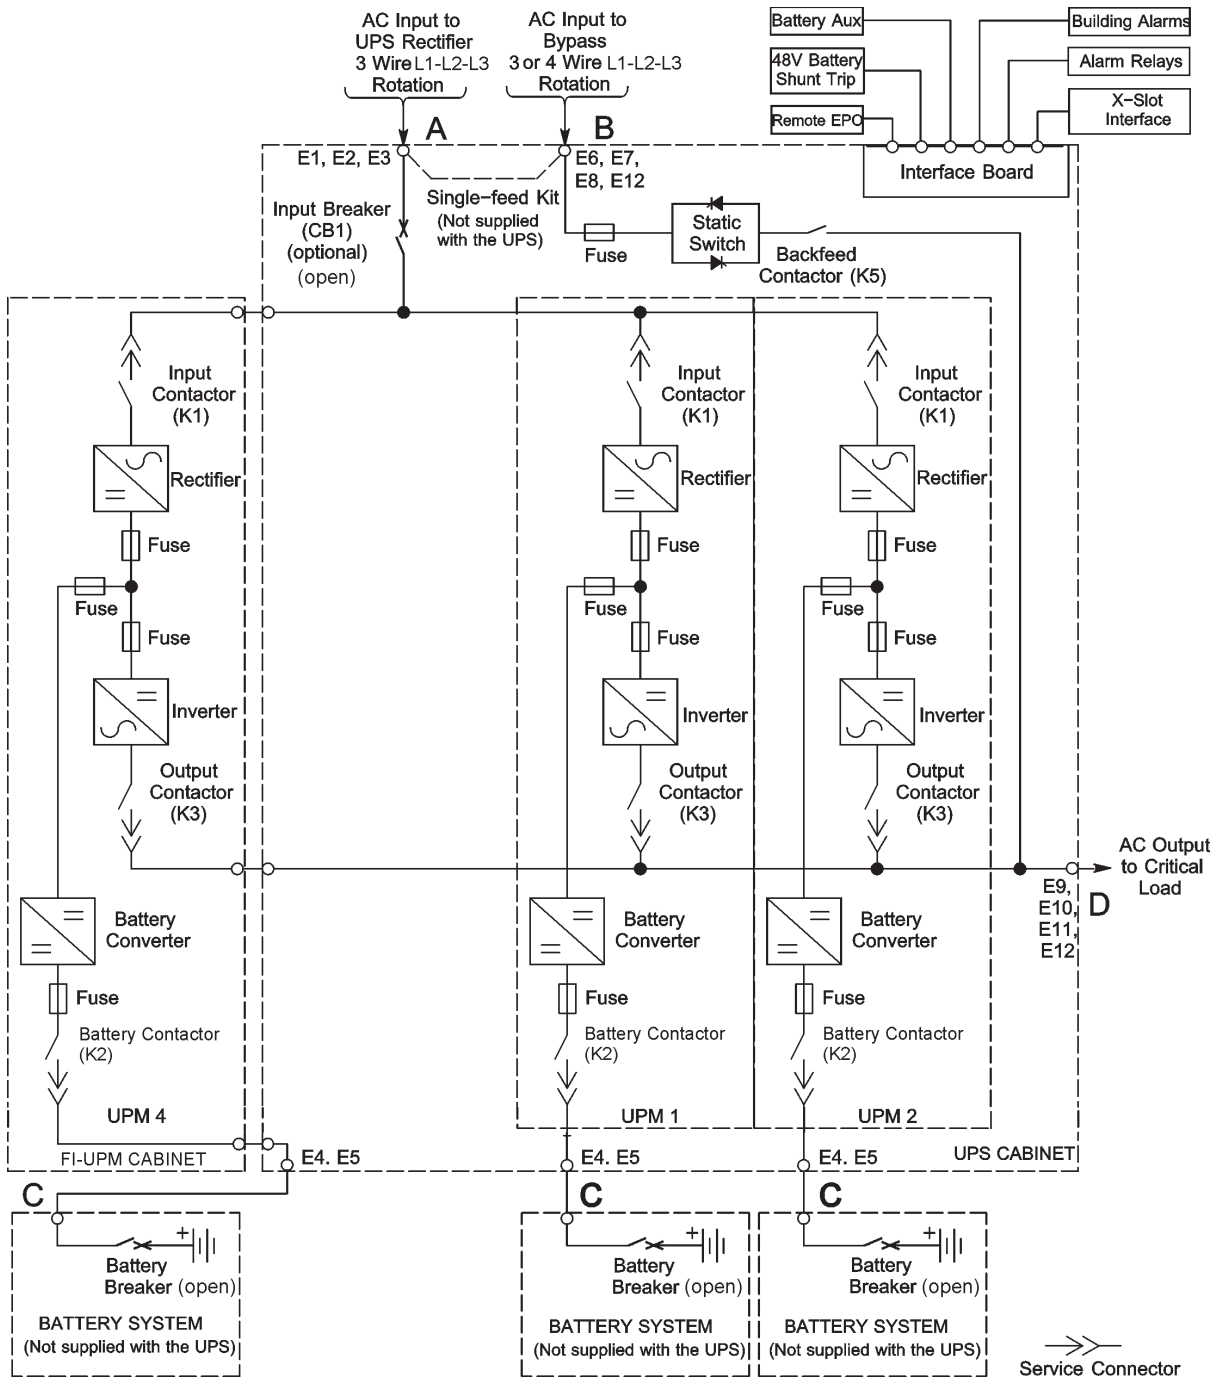 AC Input to
UPS Rectifier
3 Wire L1-L2-L3
Rotation
AC Input to
Bypass
3 or 4 Wire L1-L2-L3
Rotation
Battery Aux
48V Battery
Shunt Trip
Remote EPO
Building Alarms
Alarm Relays
X-Slot
Interface
Interface Board
A
B
E1, E2, E3
E6, E7,
E8, E12
Single-feed Kit
(Not supplied
with the UPS)
Input Breaker
(CB1)
(optional)
(open)
Fuse
Static
Switch
Backfeed
Contactor (K5)
Input
Contactor
(K1)
Rectifier
Fuse
Fuse
Fuse
Inverter
Output
Contactor
(K3)
Battery
Converter
Fuse
Battery Contactor
(K2)
UPM 4
FI-UPM CABINET
Input
Contactor
(K1)
Rectifier
Fuse
Fuse
Fuse
Inverter
Output
Contactor
(K3)
Battery
Converter
Fuse
Battery Contactor
(K2)
UPM 1
Input
Contactor
(K1)
Rectifier
Fuse
Fuse
Fuse
Inverter
Output
Contactor
(K3)
Battery
Converter
Fuse
Battery Contactor
(K2)
UPM 2
AC Output
to Critical
Load
E9,
E10,
E11,
E12
D
UPS CABINET
E4. E5
E4. E5
E4. E5
C
C
C
+
Battery
Breaker (open)
BATTERY SYSTEM
(Not supplied with the UPS)
+
Battery
Breaker (open)
BATTERY SYSTEM
(Not supplied with the UPS)
+
Battery
Breaker (open)
BATTERY SYSTEM
(Not supplied with the UPS)
Service Connector